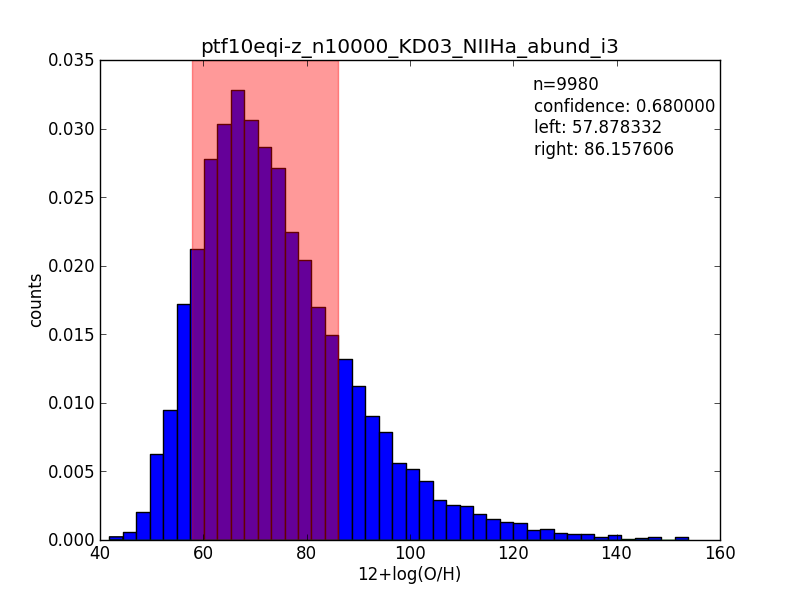 ptf10eqi-z_n10000_KD03_NIIHa_abund_i3
n=9980
confidence: 0.680000
left: 57.878332
right: 86.157606
counts
0.035
0.030
0.025
0.020
0.015
0.010
0.005
0.000
40 60 80 100 120 140 160
12+log(O/H)